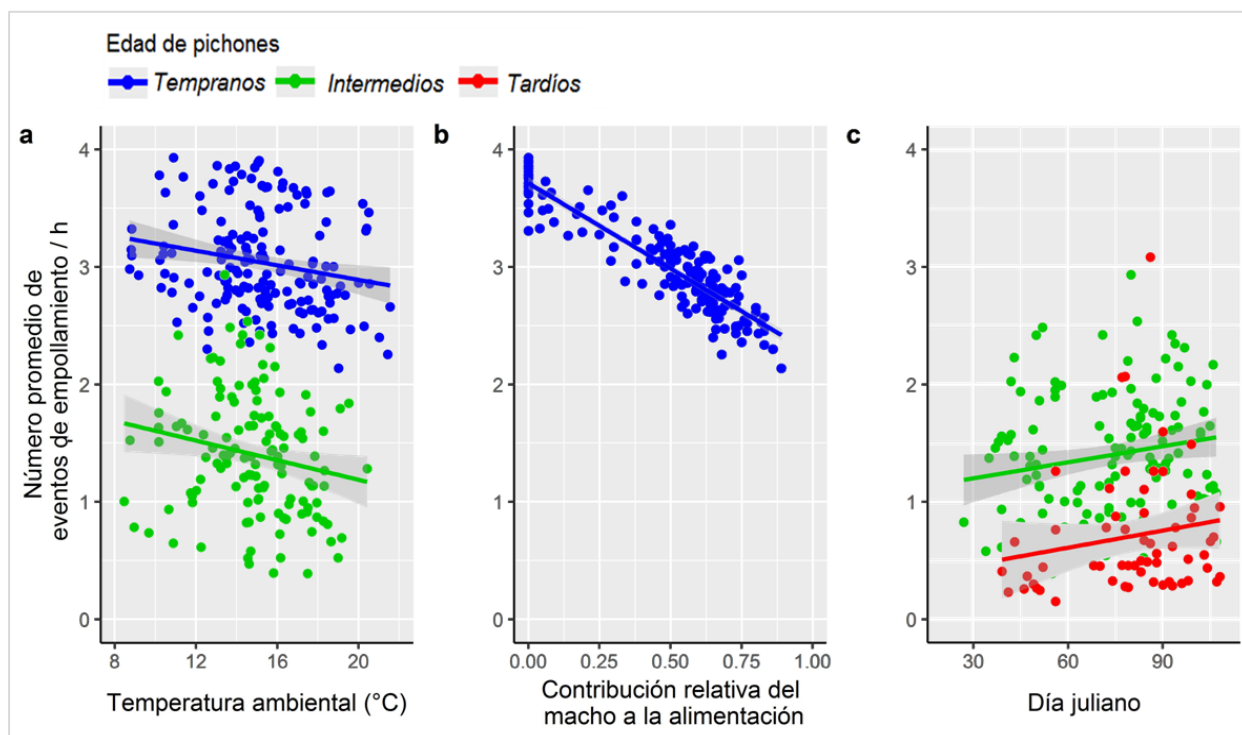 Edad de pichones
Tempranos Intermedios Tardíos
a b c
Número promedio de
eventos de empollamiento / h
4
3
2
1
0
8 12 16 20
Temperatura ambiental (°C)
4
3
2
1
0
0.00 0.25 0.50 0.75 1.00
Contribución relativa del
macho a la alimentación
4
3
2
1
0
30 60 90
Día juliano